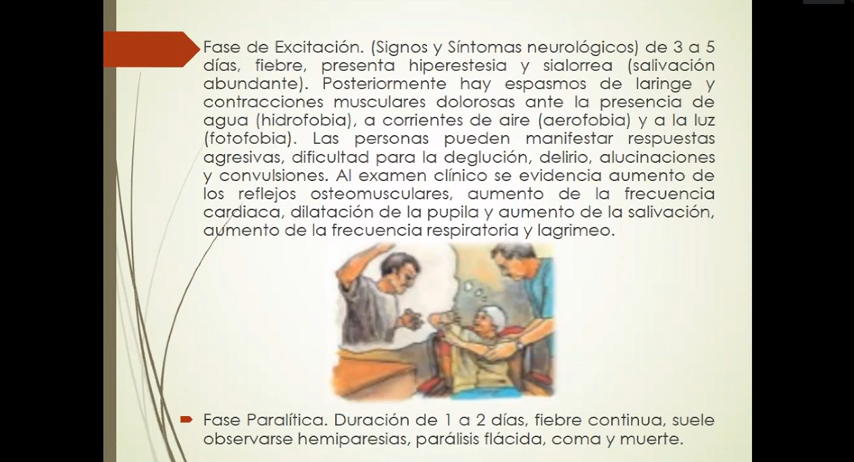 Fase de Excitación. (Signos y Síntomas neurológicos) de 3 a 5
días, fiebre, presenta hiperestesia y sialorrea (salivación
abundante). Posteriormente hay espasmos de laringe y
contracciones musculares dolorosas ante la presencia de
agua (hidrofobia), a corrientes de aire (aerofobia) y a la luz
(fotofobia). Las personas pueden manifestar respuestas
agresivas, dificultad para la deglución, delirio, alucinaciones
y convulsiones. Al examen clínico se evidencia aumento de
los reflejos osteomusculares, aumento de la frecuencia
cardiaca, dilatación de la pupila y aumento de la salivación,
aumento de la frecuencia respiratoria y lagrimeo.
Fase Paralítica. Duración de 1 a 2 días, fiebre continua, suele
observarse hemiparesias, parálisis flácida, coma y muerte.